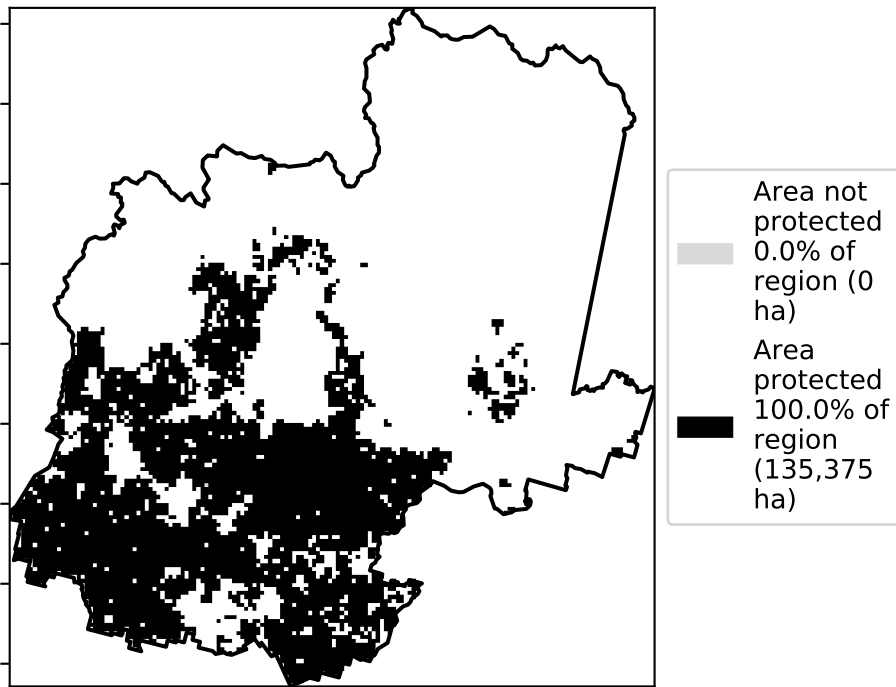 Area not
protected
0.0% of
region (0
ha)
Area
protected
100.0% of
region
(135,375
ha)